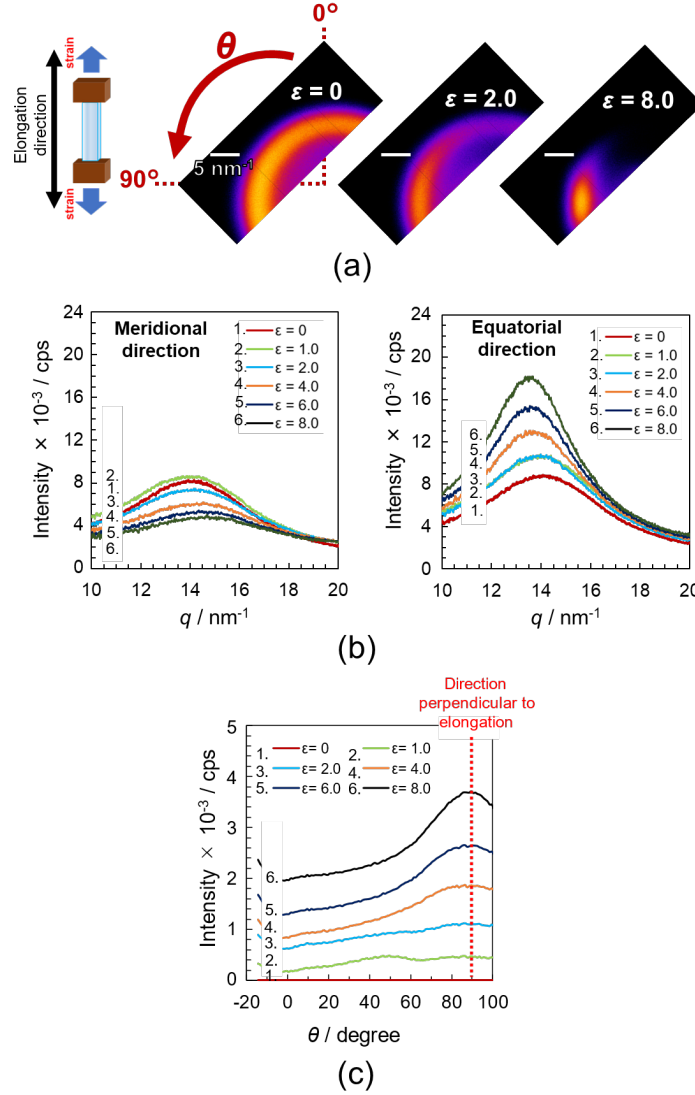 0°
strain
Elongation
direction
strain
θ
ε = 0
ε = 2.0
ε = 8.0
5 nm-1
90°
(a)
24
20
16
12
8
4
0
Intensity × 10-3 / cps
Meridional
direction
1. ε = 0
2. ε = 1.0
3. ε = 2.0
4. ε = 4.0
5. ε = 6.0
6. ε = 8.0
2.
1.
3.
4.
5.
6.
10 12 14 16 18 20
q / nm-1
24
20
16
12
8
4
0
Intensity × 10-3 / cps
Equatorial
direction
1. ε = 0
2. ε = 1.0
3. ε = 2.0
4. ε = 4.0
5. ε = 6.0
6. ε = 8.0
6.
5.
4.
3.
2.
1.
10 12 14 16 18 20
q / nm-1
(b)
Direction
perpendicular to
elongation
5
4
3
2
1
0
Intensity × 10-3 / cps
1. ε= 0 2. ε= 1.0
3. ε= 2.0 4. ε= 4.0
5. ε= 6.0 6. ε= 8.0
6.
5.
4.
3.
2.
1.
-20 0 20 40 60 80 100
θ / degree
(c)